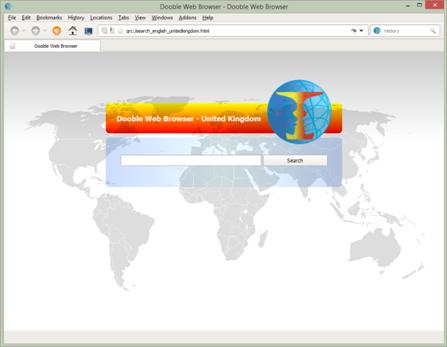 Dooble Web Browser - Dooble Web Browser
File Edit Bookmarks History Locations Tabs View Windows Addons Help
qrc:/search_english_unitedkingdom.html
History
Dooble Web Browser
Dooble Web Browser - United Kingdom
Search